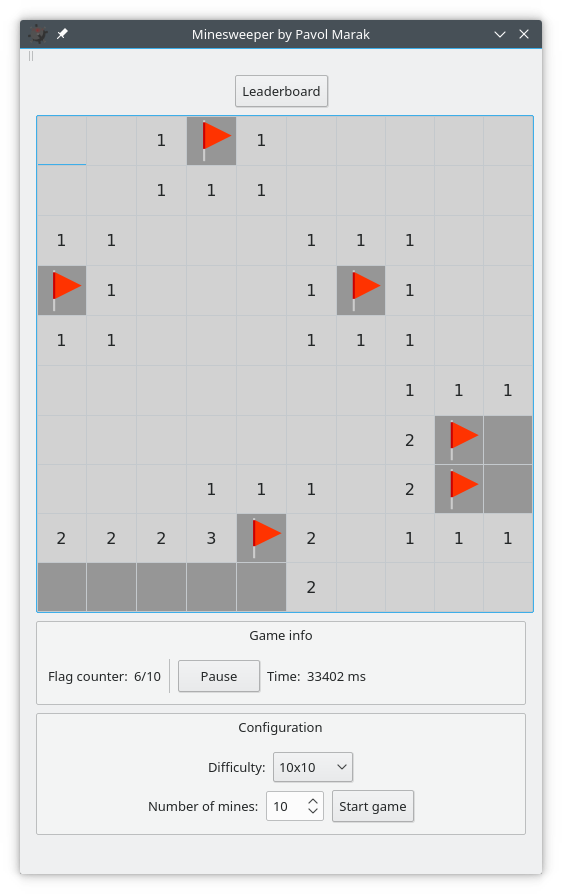 Minesweeper by Pavol Marak
Leaderboard
1 1
1 1 1
1 1 1 1 1
1 1 1
1 1 1 1 1
1 1 1
2
1 1 1 2
2 2 2 3 2 1 1 1
2
Game info
Flag counter: 6/10 Pause Time: 33402 ms
Configuration
Difficulty: 10x10
Number of mines: 10 Start game